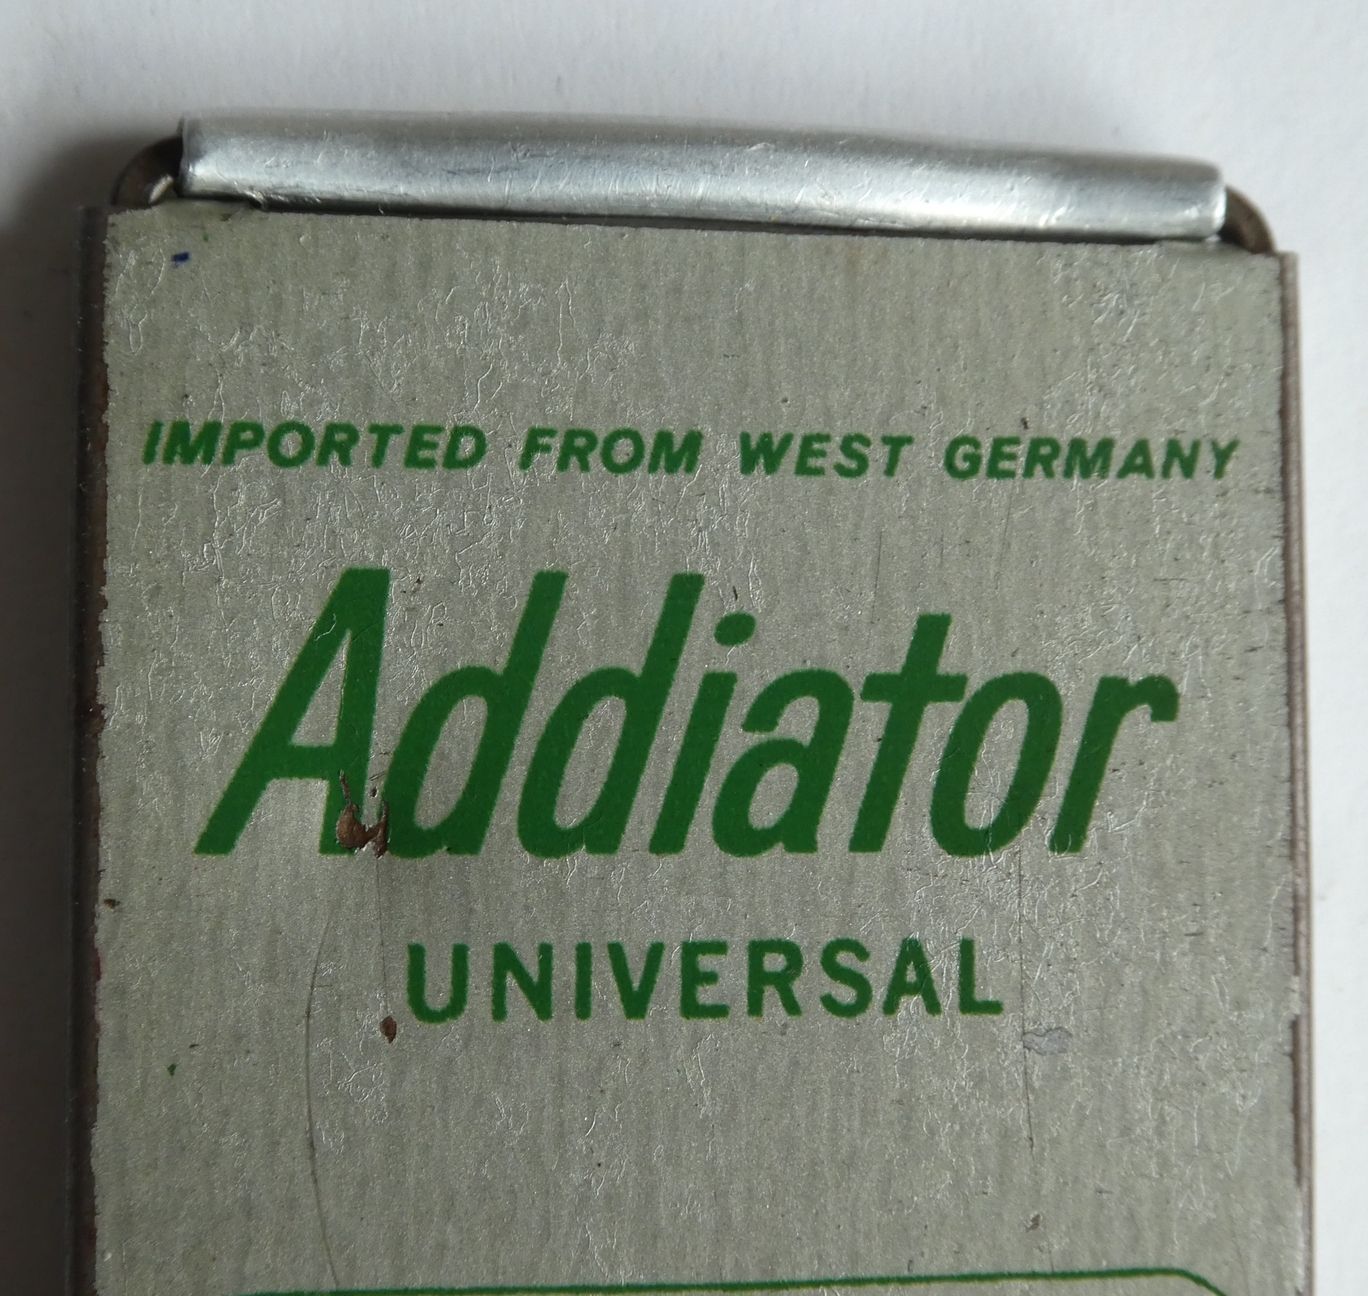 IMPORTED FROM WEST GERMANY
Addiator
UNIVERSAL